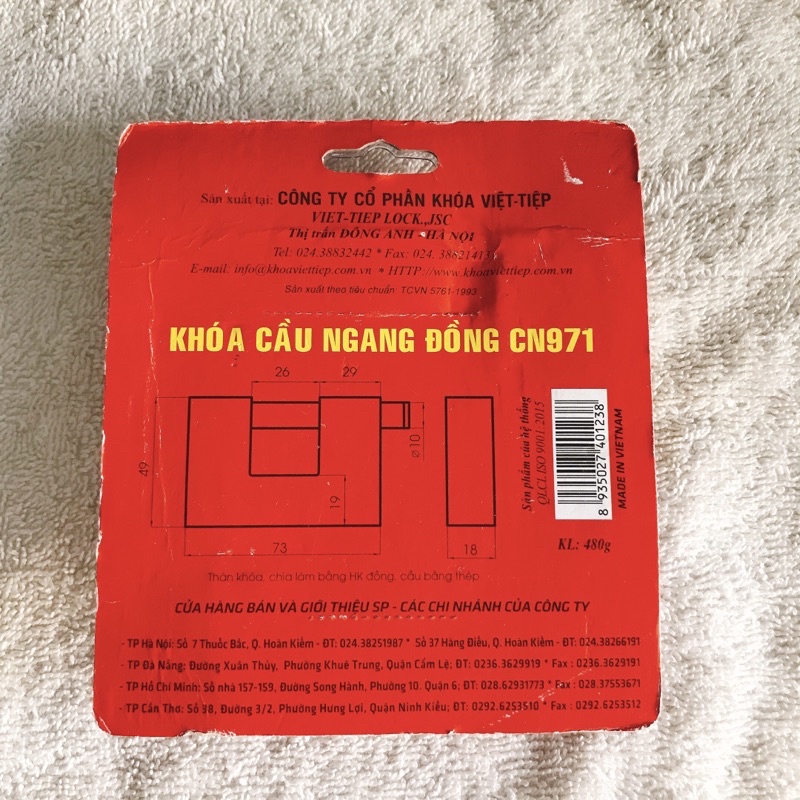 Sản xuất tại: CÔNG TY CỔ PHẦN KHÓA VIỆT-TIỆP
VIET-TIEP LOCK.,JSC
Thị trấn ĐÔNG ANH - HÀ NỘI
Tel: 024.38832442 * Fax: 024. 38821413
E-mail: info@khoaviettiep.com.vn * HTTP://www.khoaviettiep.com.vn
Sản xuất theo tiêu chuẩn: TCVN 5761-1993
KHÓA CẦU NGANG ĐỒNG CN971
26
29
49
ø10
19
73
18
Sản phẩm của hệ thống
QLCL ISO 9001:2015
8 935027 401238
MADE IN VIETNAM
KL: 480g
Thân khóa, chìa làm bằng HK đồng, cầu bằng thép
CỬA HÀNG BÁN VÀ GIỚI THIỆU SP - CÁC CHI NHÁNH CỦA CÔNG TY
- TP Hà Nội: Số 7 Thuốc Bắc, Q. Hoàn Kiếm - ĐT: 024.38251987 * Số 37 Hàng Điếu, Q. Hoàn Kiếm - ĐT: 024.38266191
- TP Đà Nẵng: Đường Xuân Thủy, Phường Khuê Trung, Quận Cẩm Lệ; ĐT: 0236.3629919 * Fax : 0236.3629191
- TP Hồ Chí Minh: Số nhà 157-159, Đường Song Hành, Phường 10. Quận 6; ĐT: 028.62931773 * Fax : 028.37553671
- TP Cần Thơ: Số 38, Đường 3/2, Phường Hưng Lợi, Quận Ninh Kiều; ĐT: 0292.6253510 * Fax : 0292.6253512